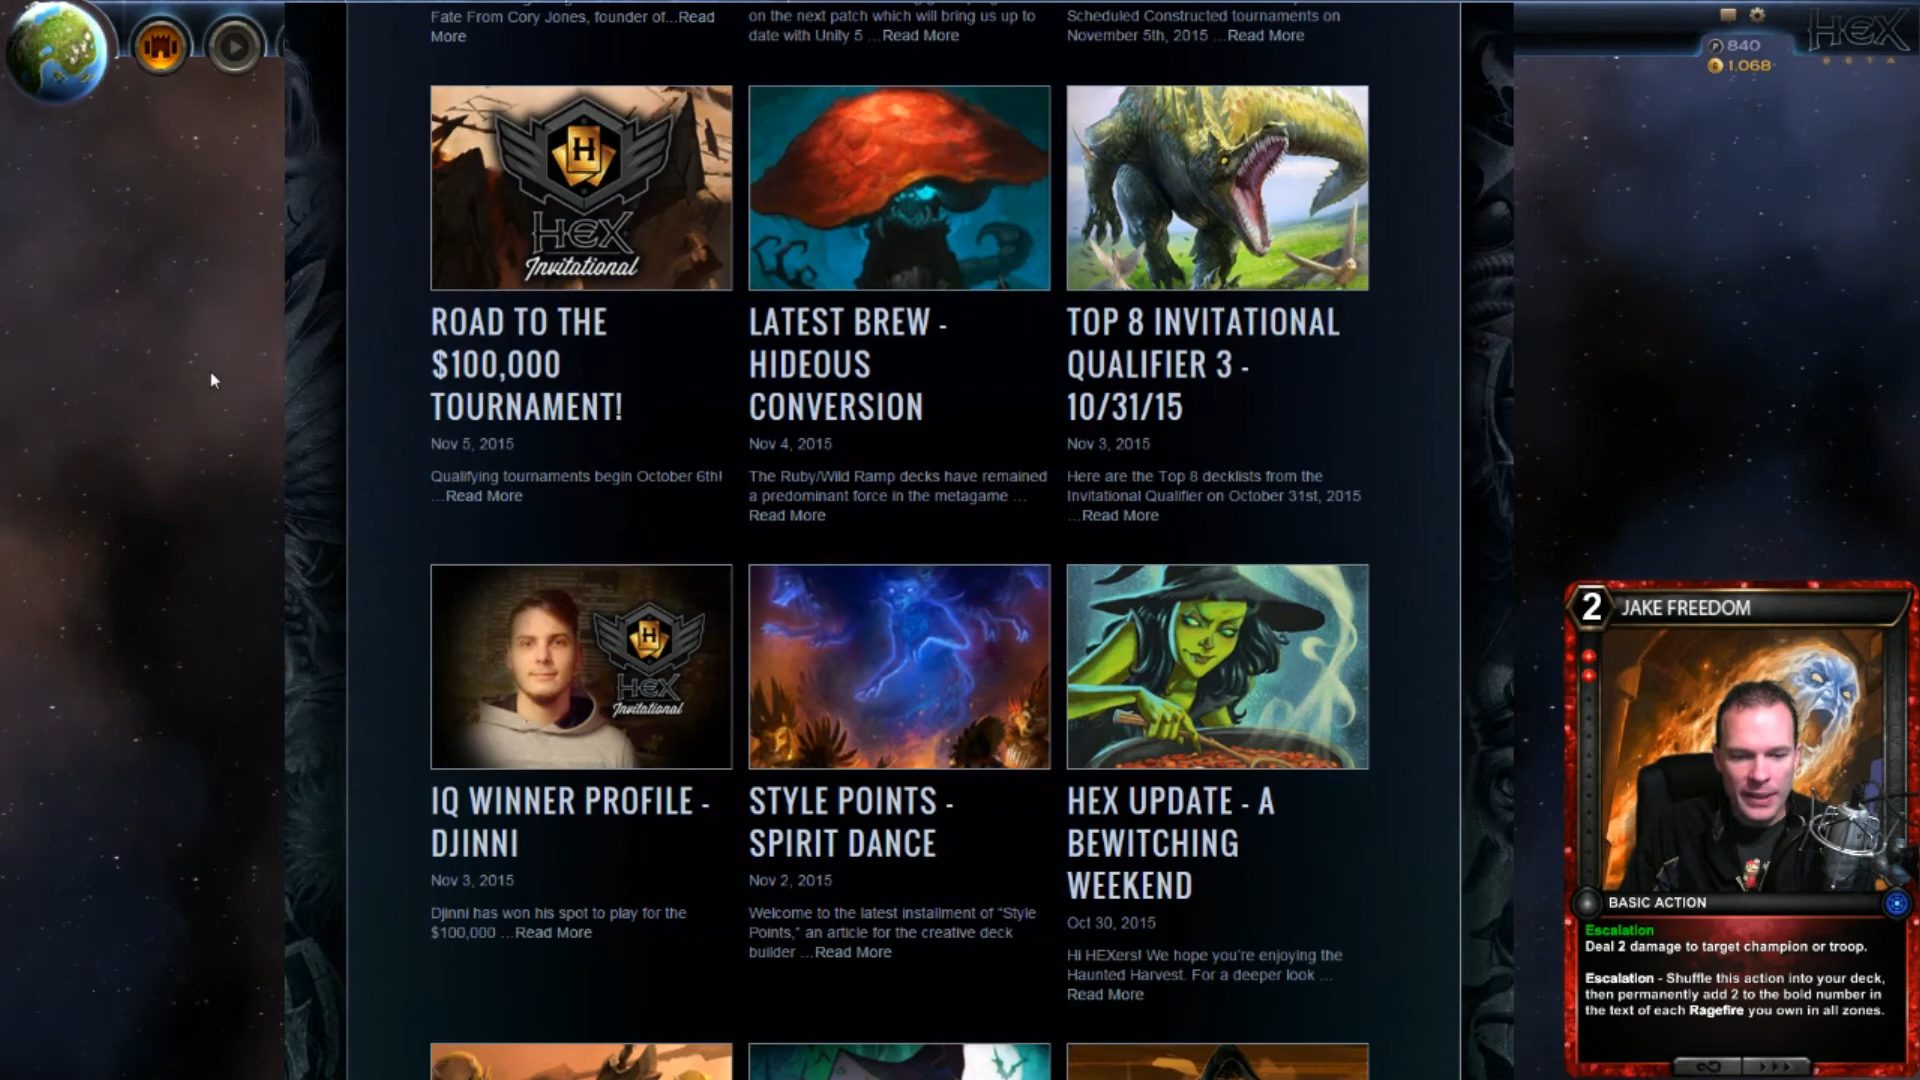 Fate From Cory Jones, founder of...Read
More
on the next patch which will bring us up to
date with Unity 5 ...Read More
Scheduled Constructed tournaments on
November 5th, 2015 ...Read More
HEX
BETA
840
1,068
H
HEX
Invitational
ROAD TO THE
$100,000
TOURNAMENT!
Nov 5, 2015
Qualifying tournaments begin October 6th!
...Read More
LATEST BREW -
HIDEOUS
CONVERSION
Nov 4, 2015
The Ruby/Wild Ramp decks have remained
a predominant force in the metagame ...
Read More
TOP 8 INVITATIONAL
QUALIFIER 3 -
10/31/15
Nov 3, 2015
Here are the Top 8 decklists from the
Invitational Qualifier on October 31st, 2015
...Read More
H
HEX
Invitational
IQ WINNER PROFILE -
DJINNI
Nov 3, 2015
Djinni has won his spot to play for the
$100,000 ...Read More
STYLE POINTS -
SPIRIT DANCE
Nov 2, 2015
Welcome to the latest installment of "Style
Points," an article for the creative deck
builder ...Read More
HEX UPDATE - A
BEWITCHING
WEEKEND
Oct 30, 2015
Hi HEXers! We hope you're enjoying the
Haunted Harvest. For a deeper look ...
Read More
2 JAKE FREEDOM
BASIC ACTION
Escalation
Deal 2 damage to target champion or troop.
Escalation - Shuffle this action into your deck,
then permanently add 2 to the bold number in
the text of each Ragefire you own in all zones.